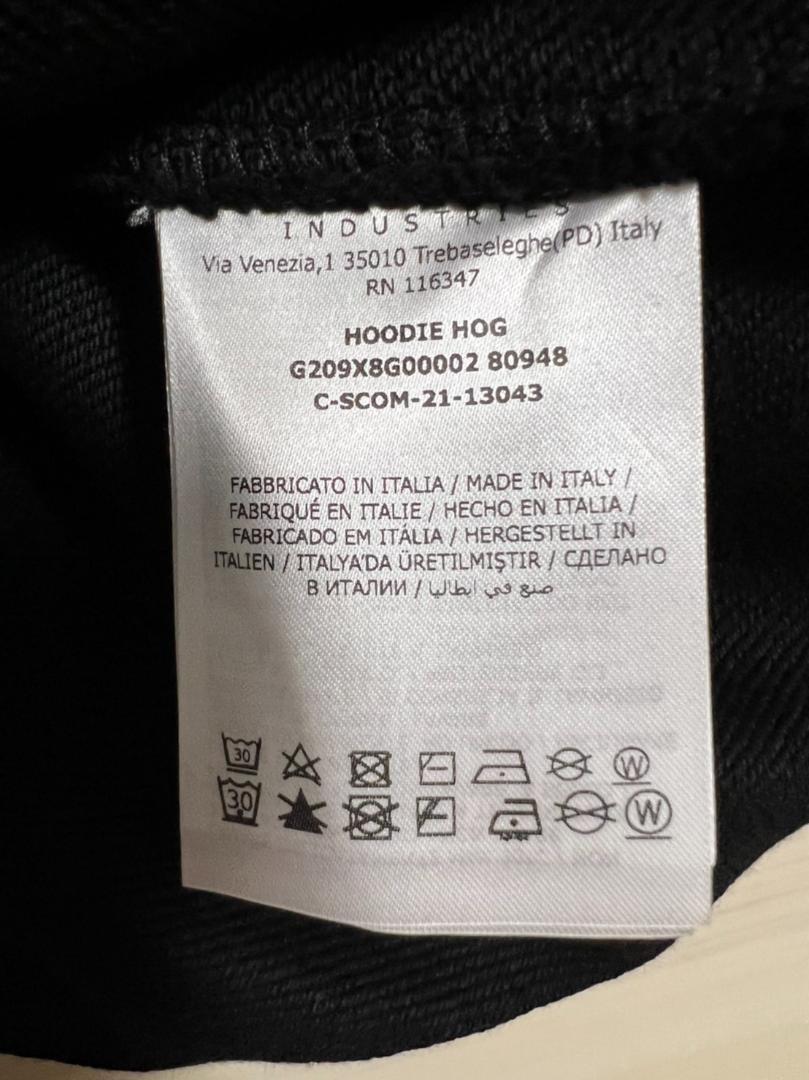 INDUSTRIES
Via Venezia,1 35010 Trebaseleghe(PD) Italy
RN 116347
HOODIE HOG
G209X8G00002 80948
C-SCOM-21-13043
FABBRICATO IN ITALIA / MADE IN ITALY /
FABRIQUÉ EN ITALIE / HECHO EN ITALIA /
FABRICADO EM ITÁLIA / HERGESTELLT IN
ITALIEN / ITALYA'DA ÜRETILMIŞTIR / СДЕЛАНО
В ИТАЛИИ / صنع في ايطاليا
30 W
30 W